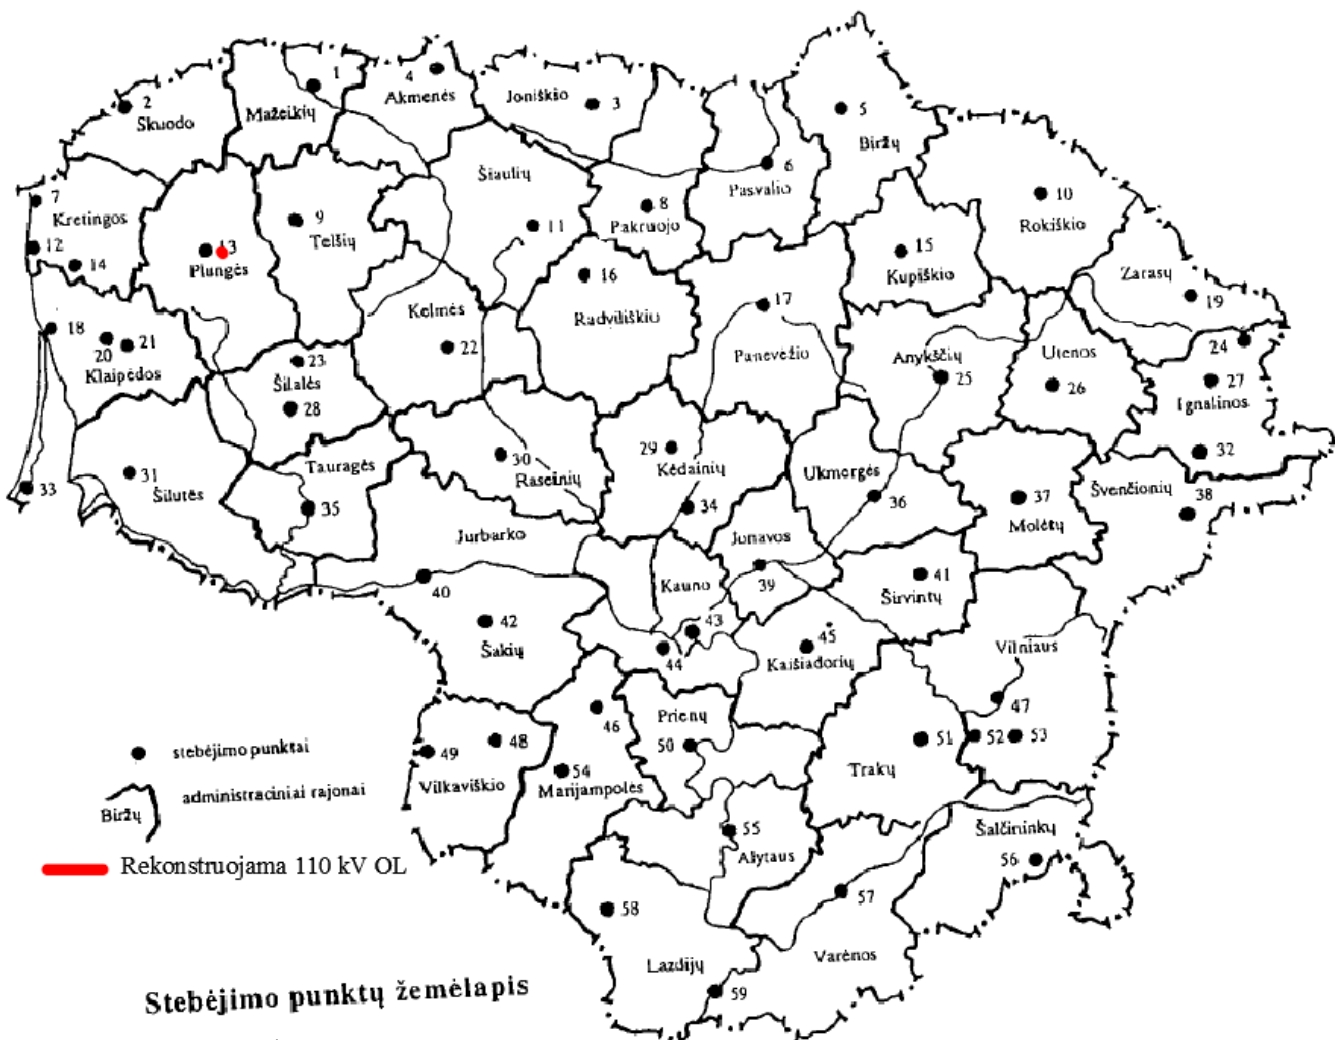 1
4
2
Skuodo
Mažeikių
Akmenės
Joniškio
3
5
Biržų
6
Pasvalio
7
Kretingos
9
Telšių
Šiaulių
11
8
Pakruojo
10
Rokiškio
12
14
13
Plungės
16
Radviliškio
15
Kupiškio
Zarasų
19
18
20
21
Klaipėdos
Kelmės
22
17
Panevėžio
Anykščių
25
Utenos
26
24
27
Ignalinos
23
Šilalės
28
32
33
31
Šilutės
Tauragės
35
30
Raseinių
29
Kėdainių
34
Ukmergės
36
37
Molėtų
Švenčionių
38
Jurbarko
40
Jonavos
39
Kauno
43
44
41
Širvintų
42
Šakių
45
Kaišiadorių
Vilniaus
47
46
Prienų
50
51
Trakų
52
53
49
48
Vilkaviškio
54
Marijampolės
55
Alytaus
Šalčininkų
56
57
Varėnos
58
Lazdijų
59
stebėjimo punktai
Biržų
administraciniai rajonai
Rekonstruojama 110 kV OL
Stebėjimo punktų žemėlapis